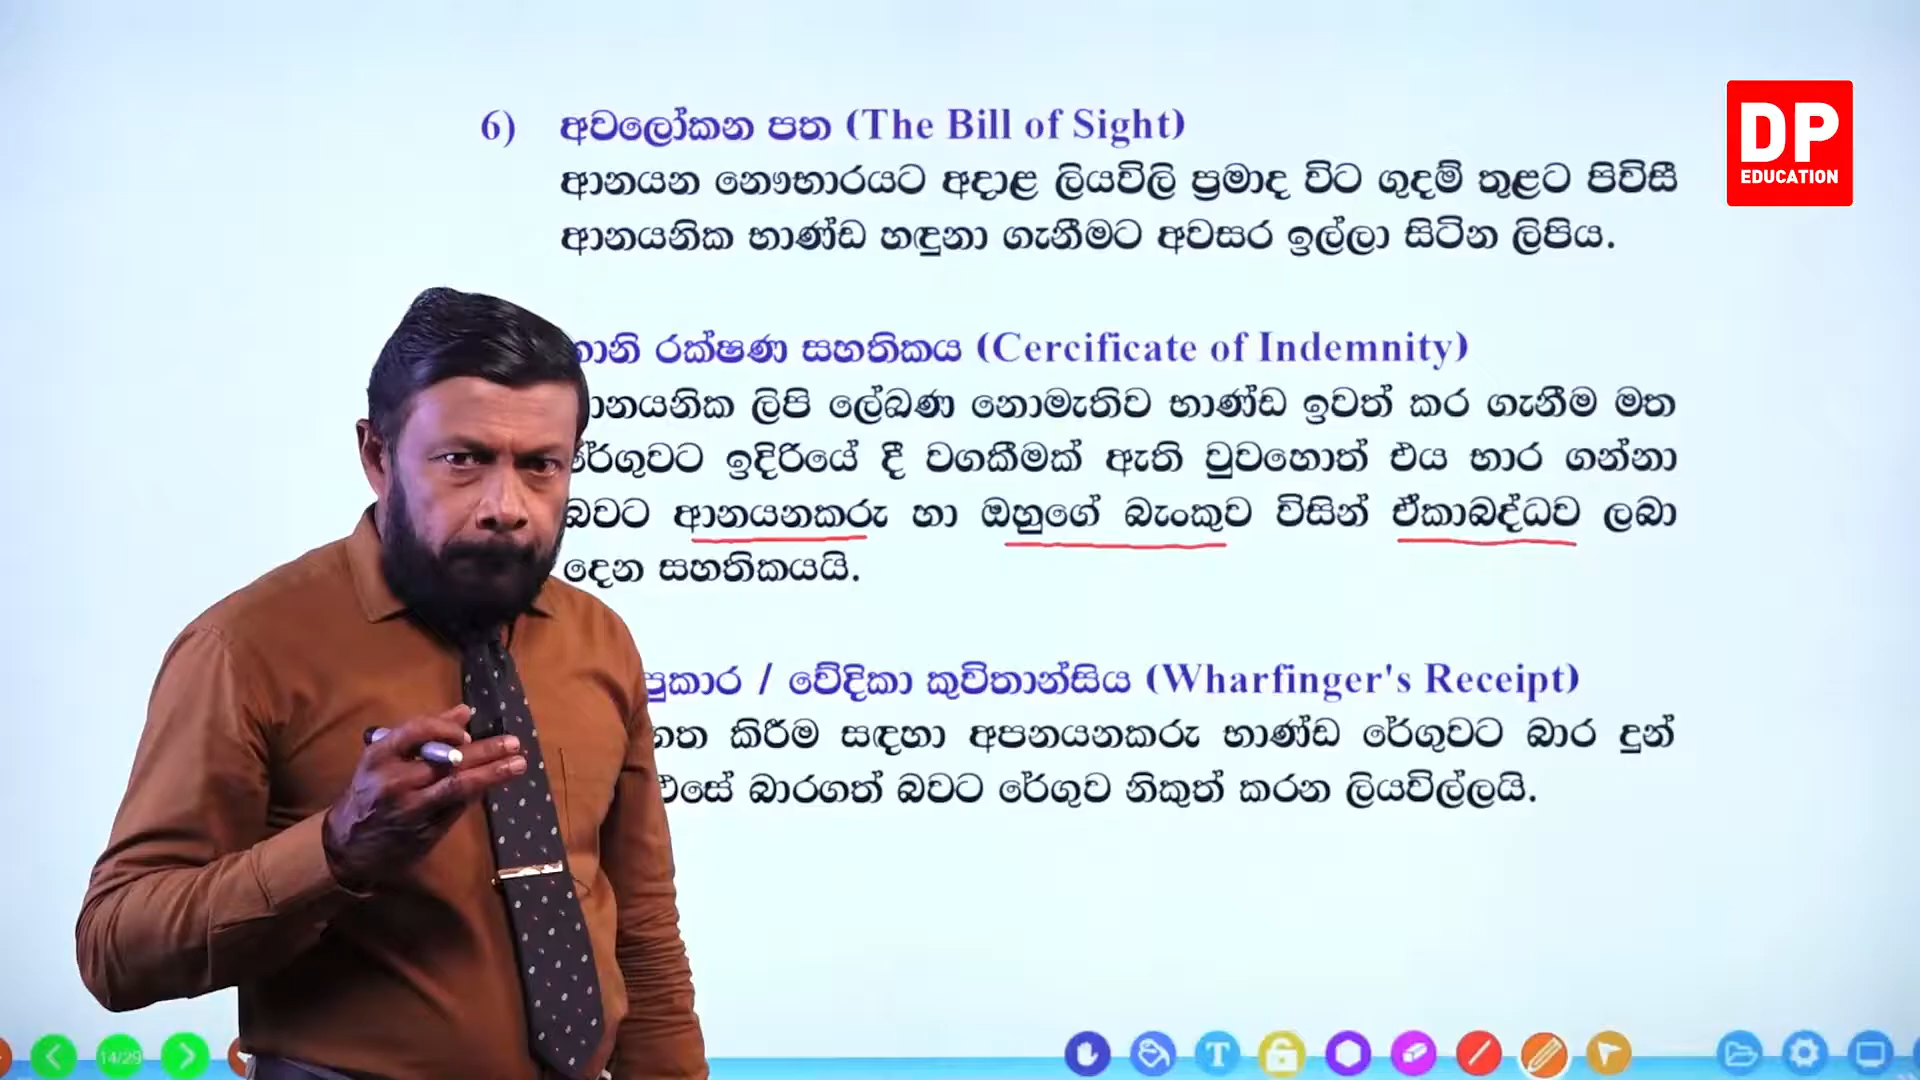 6) අවලෝකන පත (The Bill of Sight)
ආනයන නෞභාරයට අදාළ ලියවිලි ප්‍රමාද විට ගුදම් තුළට පිවිසී
ආනයනික භාණ්ඩ හඳුනා ගැනීමට අවසර ඉල්ලා සිටින ලිපිය.
DP
EDUCATION
රක්ෂණ සහතිකය (Cercificate of Indemnity)
ලිපි ලේඛණ නොමැතිව භාණ්ඩ ඉවත් කර ගැනීම මත
ඉදිරියේ දී වගකීමක් ඇති වුවහොත් එය භාර ගන්නා
බවට ආනයනකරු හා ඔහුගේ බැංකුව විසින් ඒකාබද්ධව ලබා
දෙන සහතිකයයි.
/ වේදිකා කුවිතාන්සිය (Wharfinger's Receipt)
කිරීම සඳහා අපනයනකරු භාණ්ඩ රේගුවට බාර දුන්
එසේ බාරගත් බවට රේගුව නිකුත් කරන ලියවිල්ලයි.
14/29